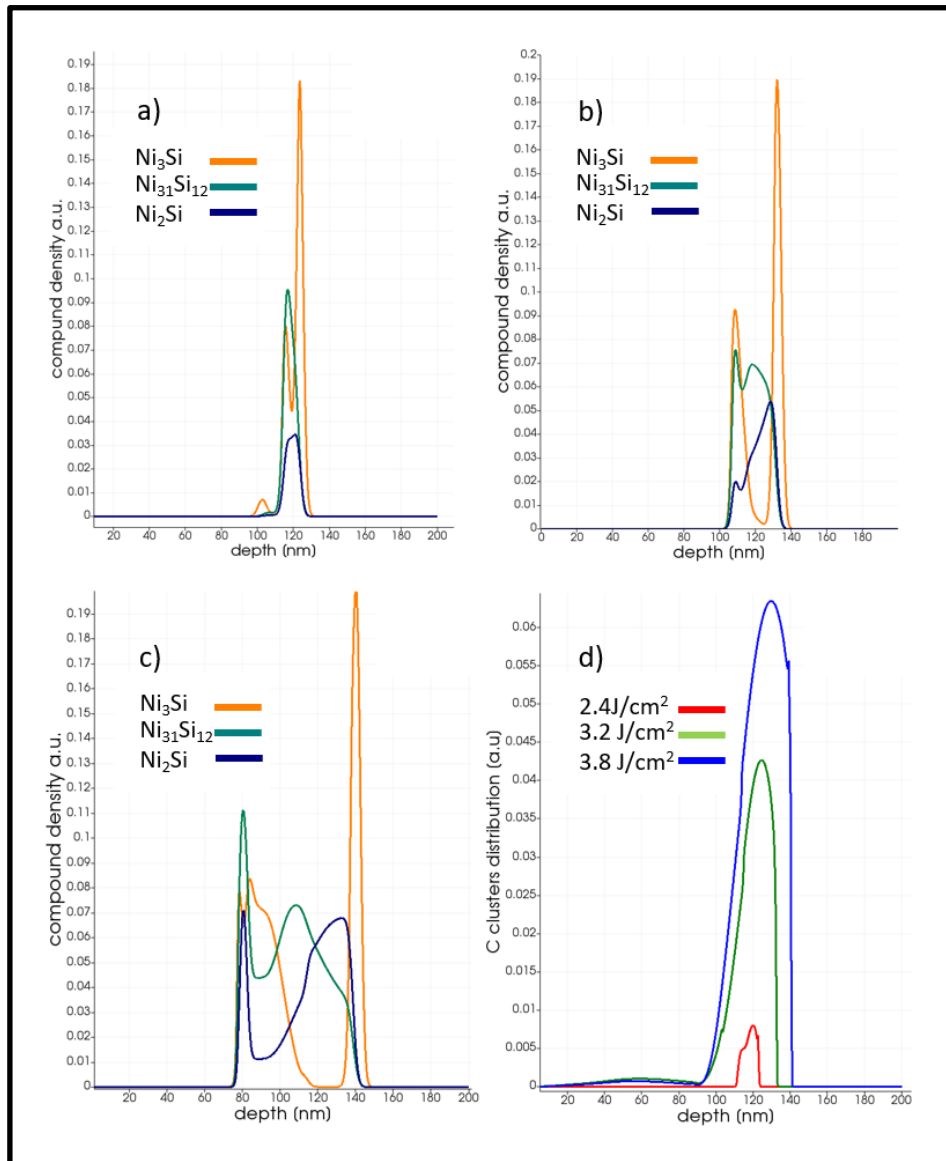 a)
Ni₃Si
Ni₃₁Si₁₂
Ni₂Si
compound density a.u.
0.19
0.18
0.17
0.16
0.15
0.14
0.13
0.12
0.11
0.1
0.09
0.08
0.07
0.06
0.05
0.04
0.03
0.02
0.01
0
20 40 60 80 100 120 140 160 180 200
depth [nm]
b)
Ni₃Si
Ni₃₁Si₁₂
Ni₂Si
compound density a.u.
0.2
0.19
0.18
0.17
0.16
0.15
0.14
0.13
0.12
0.11
0.1
0.09
0.08
0.07
0.06
0.05
0.04
0.03
0.02
0.01
0
0 20 40 60 80 100 120 140 160 180
depth [nm]
c)
Ni₃Si
Ni₃₁Si₁₂
Ni₂Si
compound density a.u.
0.19
0.18
0.17
0.16
0.15
0.14
0.13
0.12
0.11
0.1
0.09
0.08
0.07
0.06
0.05
0.04
0.03
0.02
0.01
0
20 40 60 80 100 120 140 160 180 200
depth [nm]
d)
2.4J/cm²
3.2 J/cm²
3.8 J/cm²
C clusters distribution (a.u)
0.06
0.055
0.05
0.045
0.04
0.035
0.03
0.025
0.02
0.015
0.01
0.005
0
20 40 60 80 100 120 140 160 180 200
depth [nm]